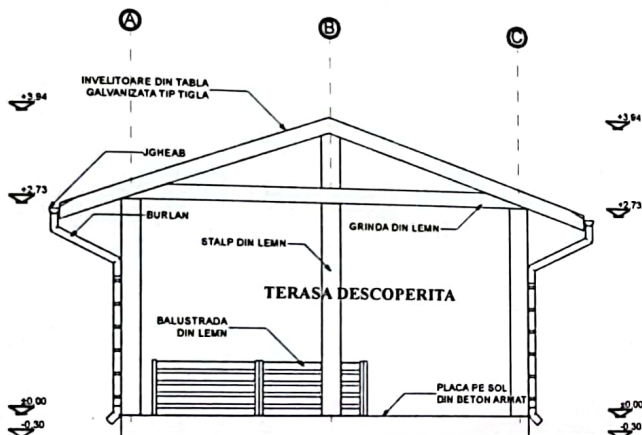 A
B
C
INVELITOARE DIN TABLA
GALVANIZATA TIP TIGLA
+3,94
+3,94
JGHEAB
+2,73
+2,73
BURLAN
GRINDA DIN LEMN
STALP DIN LEMN
TERASA DESCOPERITA
BALUSTRADA
DIN LEMN
PLACA PE SOL
DIN BETON ARMAT
±0,00
±0,00
-0,30
-0,30